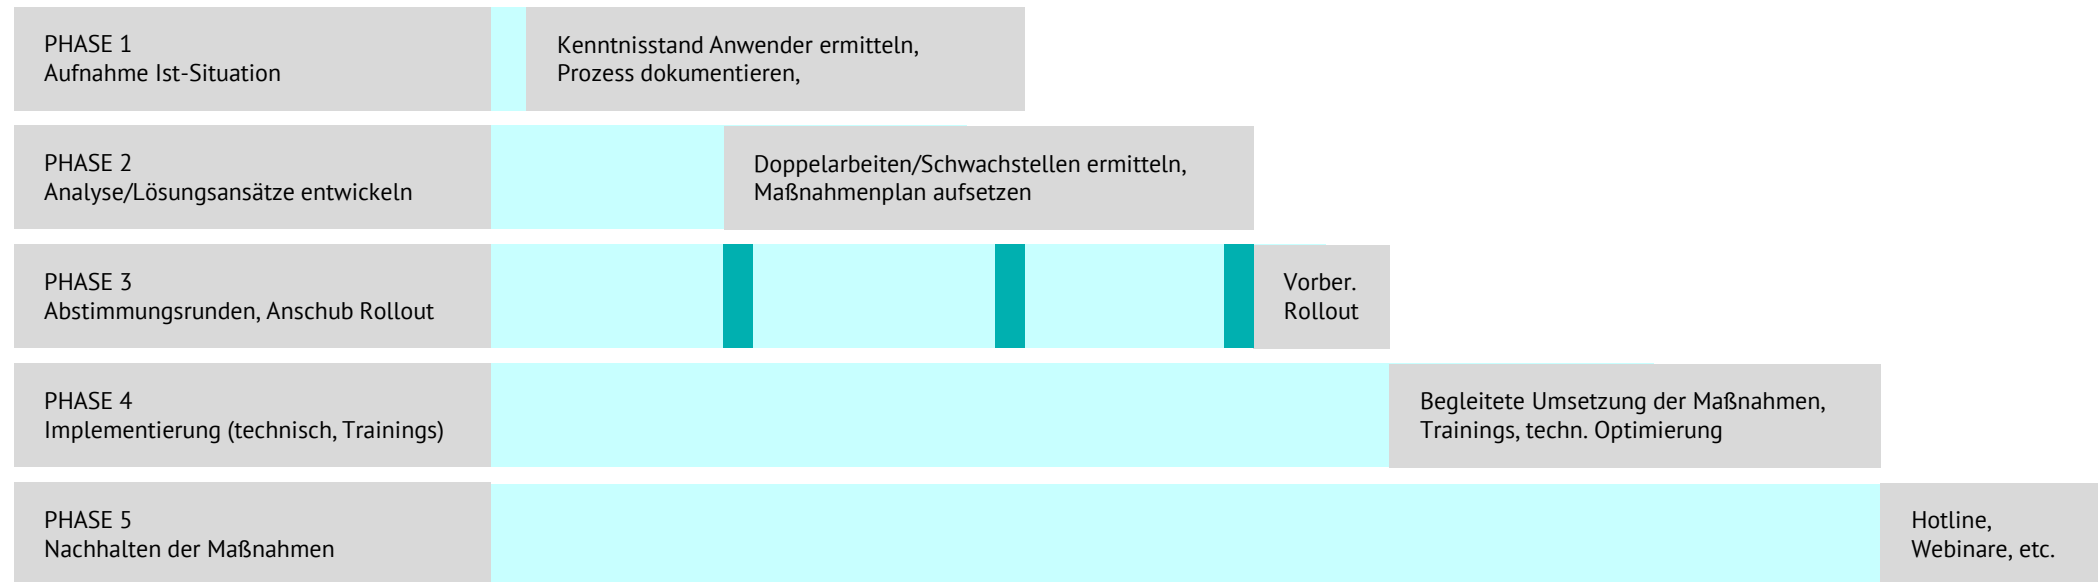 PHASE 1
Aufnahme Ist-Situation
Kenntnisstand Anwender ermitteln,
Prozess dokumentieren,
PHASE 2
Analyse/Lösungsansätze entwickeln
Doppelarbeiten/Schwachstellen ermitteln,
Maßnahmenplan aufsetzen
PHASE 3
Abstimmungsrunden, Anschub Rollout
Vorber.
Rollout
PHASE 4
Implementierung (technisch, Trainings)
Begleitete Umsetzung der Maßnahmen,
Trainings, techn. Optimierung
PHASE 5
Nachhalten der Maßnahmen
Hotline,
Webinare, etc.